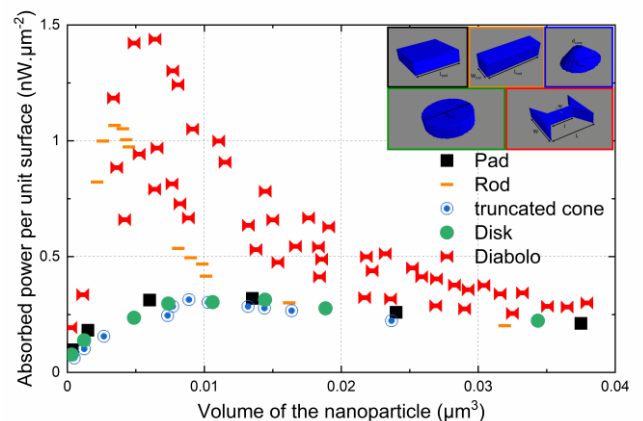 Absorbed power per unit surface (nW.μm⁻²)
1.5
1
0.5
0
Pad
Rod
truncated cone
Disk
Diabolo
0
0.01
0.02
0.03
0.04
Volume of the nanoparticle (μm³)